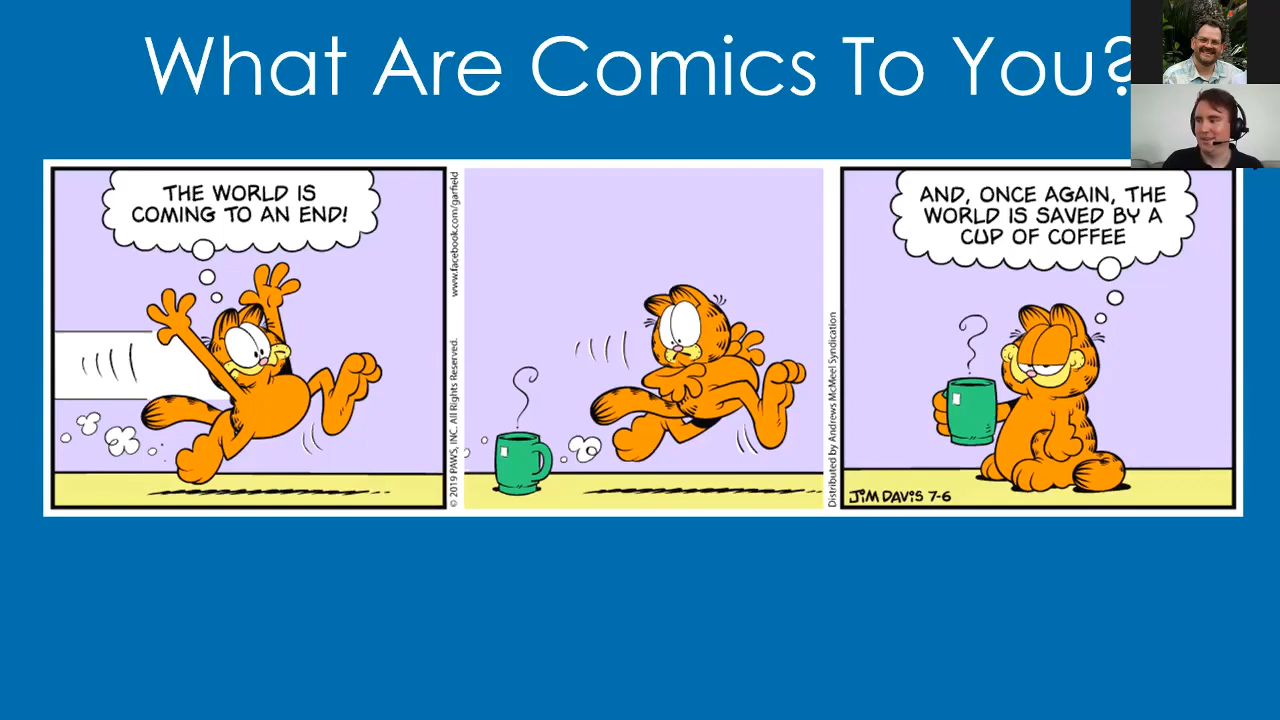 What Are Comics To You?
THE WORLD IS
COMING TO AN END!
www.facebook.com/garfield
© 2019 PAWS, INC. All Rights Reserved.
Distributed by Andrews McMeel Syndication
AND, ONCE AGAIN, THE
WORLD IS SAVED BY A
CUP OF COFFEE
JIM DAVIS 7-6